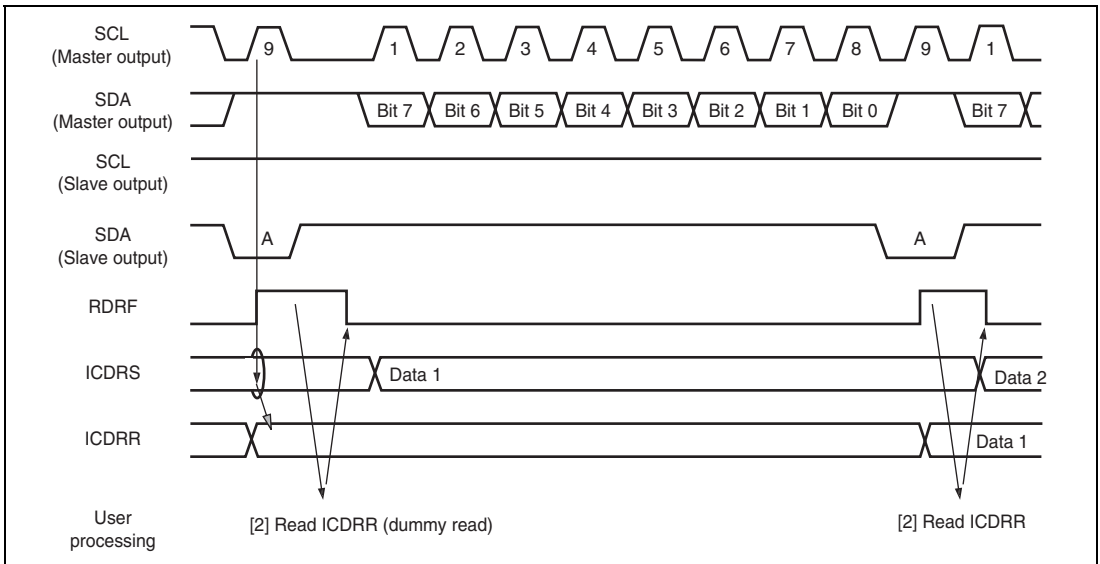 SCL
(Master output)
9 1 2 3 4 5 6 7 8 9 1
SDA
(Master output)
Bit 7 Bit 6 Bit 5 Bit 4 Bit 3 Bit 2 Bit 1 Bit 0 Bit 7
SCL
(Slave output)
SDA
(Slave output)
A A
RDRF
ICDRS
Data 1 Data 2
ICDRR
Data 1
User
processing
[2] Read ICDRR (dummy read) [2] Read ICDRR